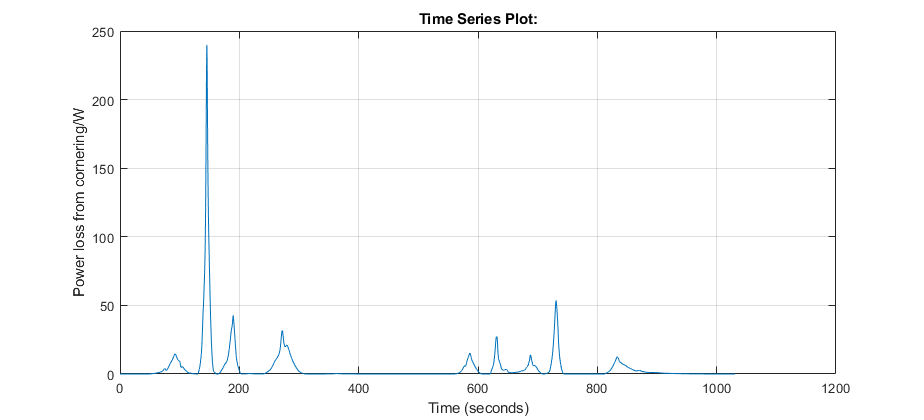 Time Series Plot:
250
200
150
100
50
0
Power loss from cornering/W
0 200 400 600 800 1000 1200
Time (seconds)